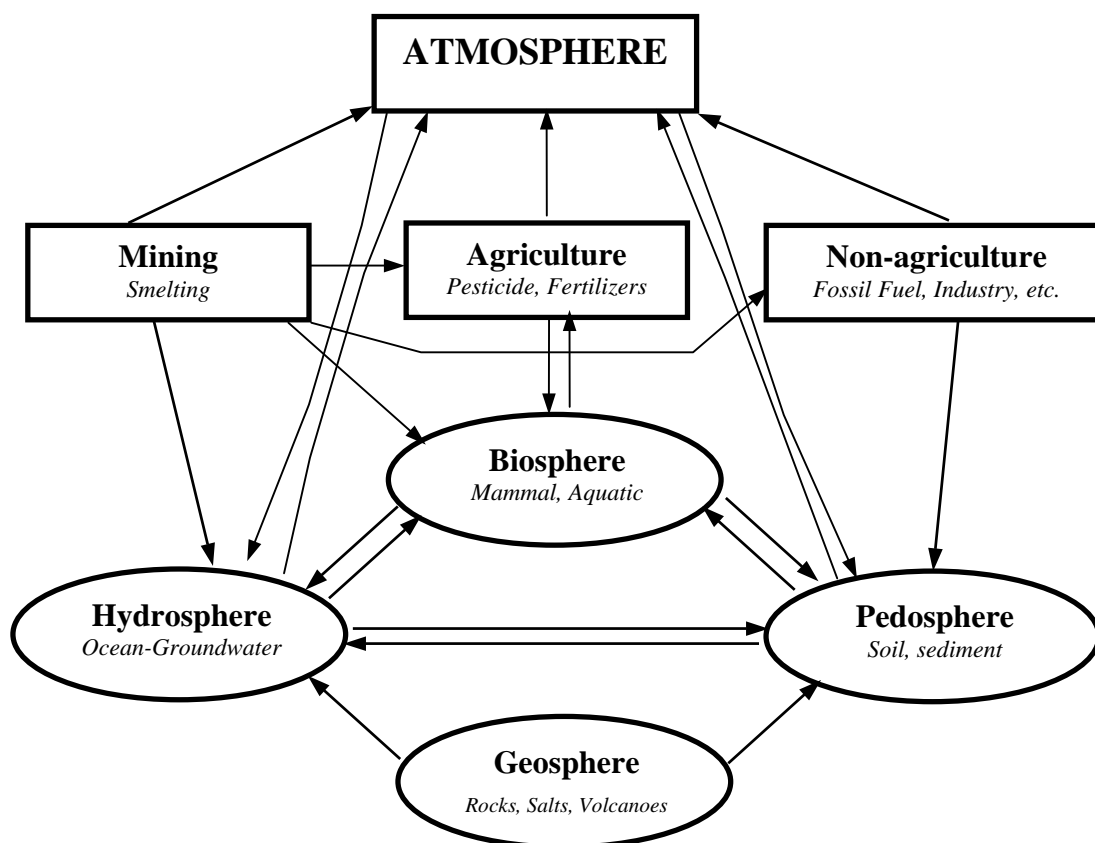 ATMOSPHERE
Mining
Smelting
Agriculture
Pesticide, Fertilizers
Non-agriculture
Fossil Fuel, Industry, etc.
Biosphere
Mammal, Aquatic
Hydrosphere
Ocean-Groundwater
Pedosphere
Soil, sediment
Geosphere
Rocks, Salts, Volcanoes